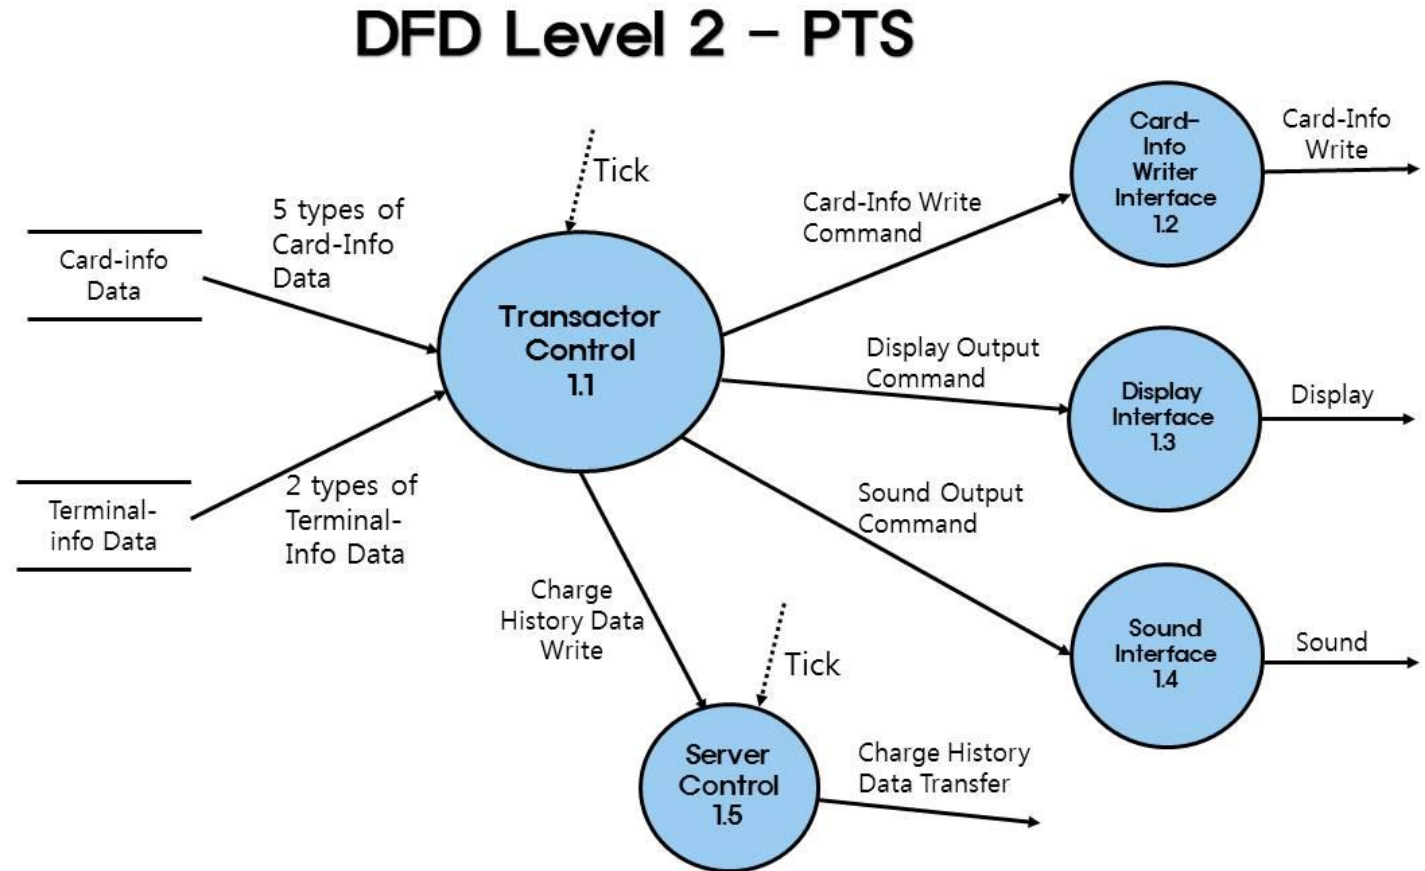 DFD Level 2 - PTS
Tick
5 types of
Card-Info
Data
Card-info
Data
Transactor
Control
1.1
Card-Info Write
Command
Card-
Info
Writer
Interface
1.2
Card-Info
Write
Display Output
Command
Display
Interface
1.3
Display
Terminal-
info Data
2 types of
Terminal-
Info Data
Sound Output
Command
Sound
Interface
1.4
Sound
Charge
History Data
Write
Tick
Server
Control
1.5
Charge History
Data Transfer